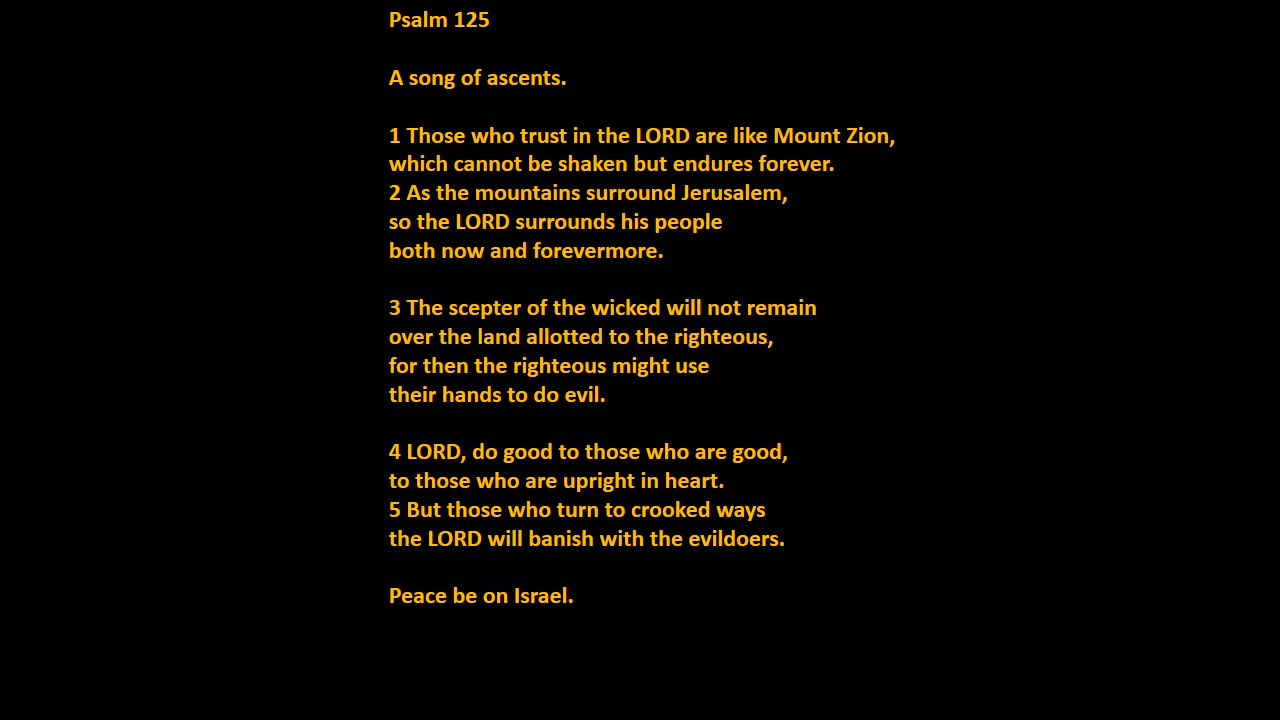 Psalm 125
A song of ascents.
1 Those who trust in the LORD are like Mount Zion,
which cannot be shaken but endures forever.
2 As the mountains surround Jerusalem,
so the LORD surrounds his people
both now and forevermore.
3 The scepter of the wicked will not remain
over the land allotted to the righteous,
for then the righteous might use
their hands to do evil.
4 LORD, do good to those who are good,
to those who are upright in heart.
5 But those who turn to crooked ways
the LORD will banish with the evildoers.
Peace be on Israel.